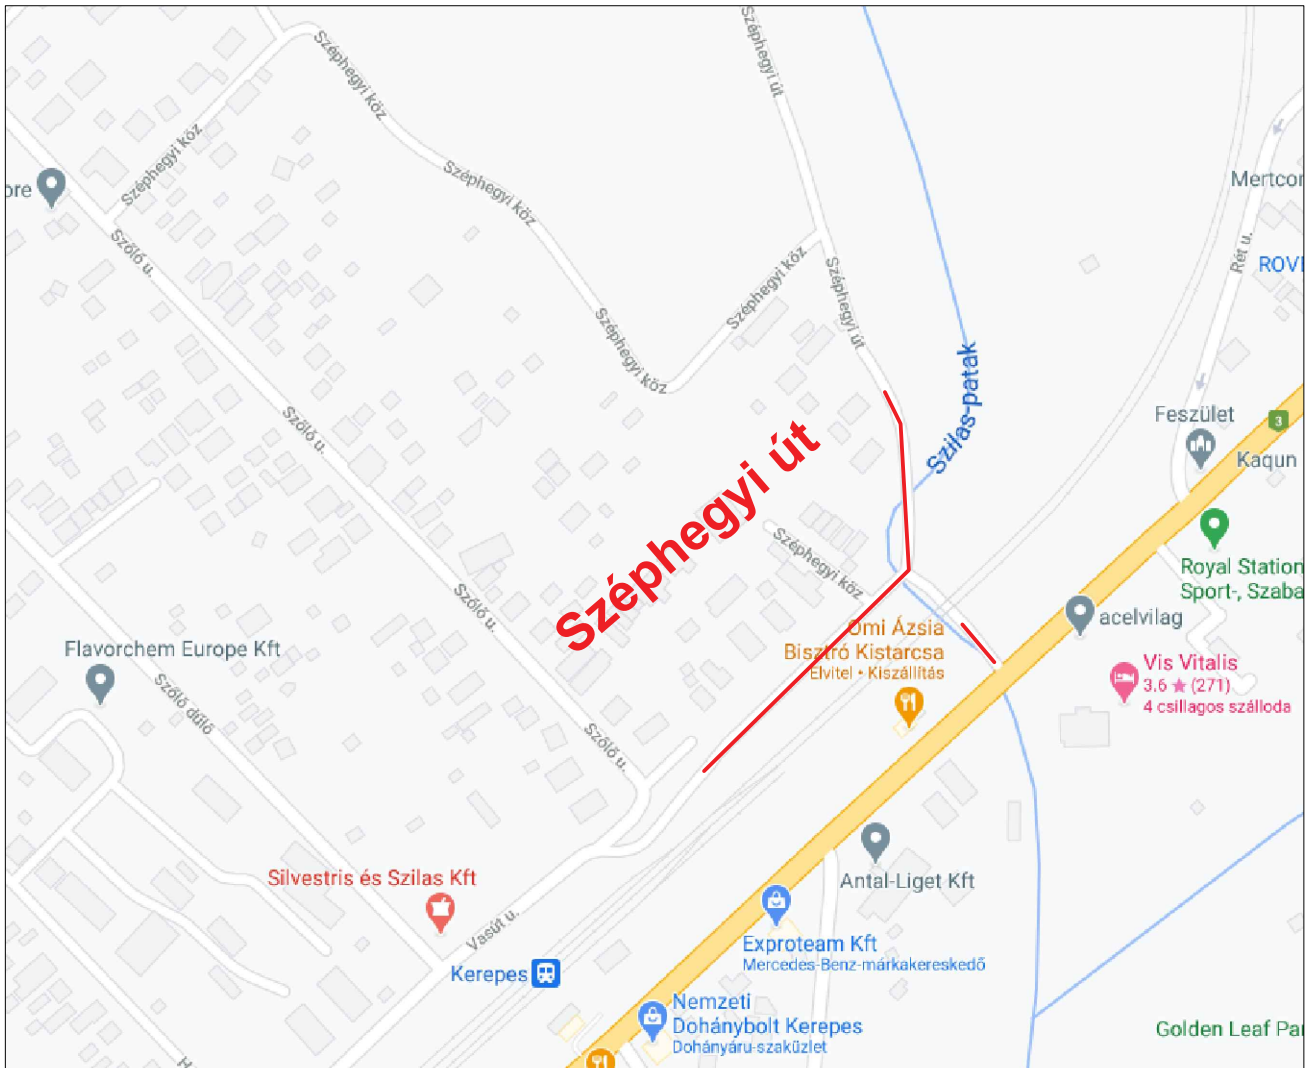 Széphegyi köz
Széphegyi út
Széphegyi köz
ore
Mertcor
Széphegyi köz
Szőlő u.
Rét u.
ROVI
Széphegyi köz
Széphegyi út
Széphegyi köz
Szilas-patak
Feszület
3
Kaqun
Szőlő u.
Széphegyi út
Széphegyi köz
Royal Station
Sport-, Szaba
Szőlő u.
acelvilag
Omi Ázsia
Bisztró Kistarcsa
Elvitel • Kiszállítás
Flavorchem Europe Kft
Vis Vitalis
3.6 ★ (271)
4 csillagos szálloda
Szőlő dűlő
Szőlő u.
Silvestris és Szilas Kft
Antal-Liget Kft
Vasút u.
Exproteam Kft
Mercedes-Benz-márkakereskedő
Kerepes
Nemzeti
Dohánybolt Kerepes
Dohányáru-szaküzlet
Golden Leaf Par
H